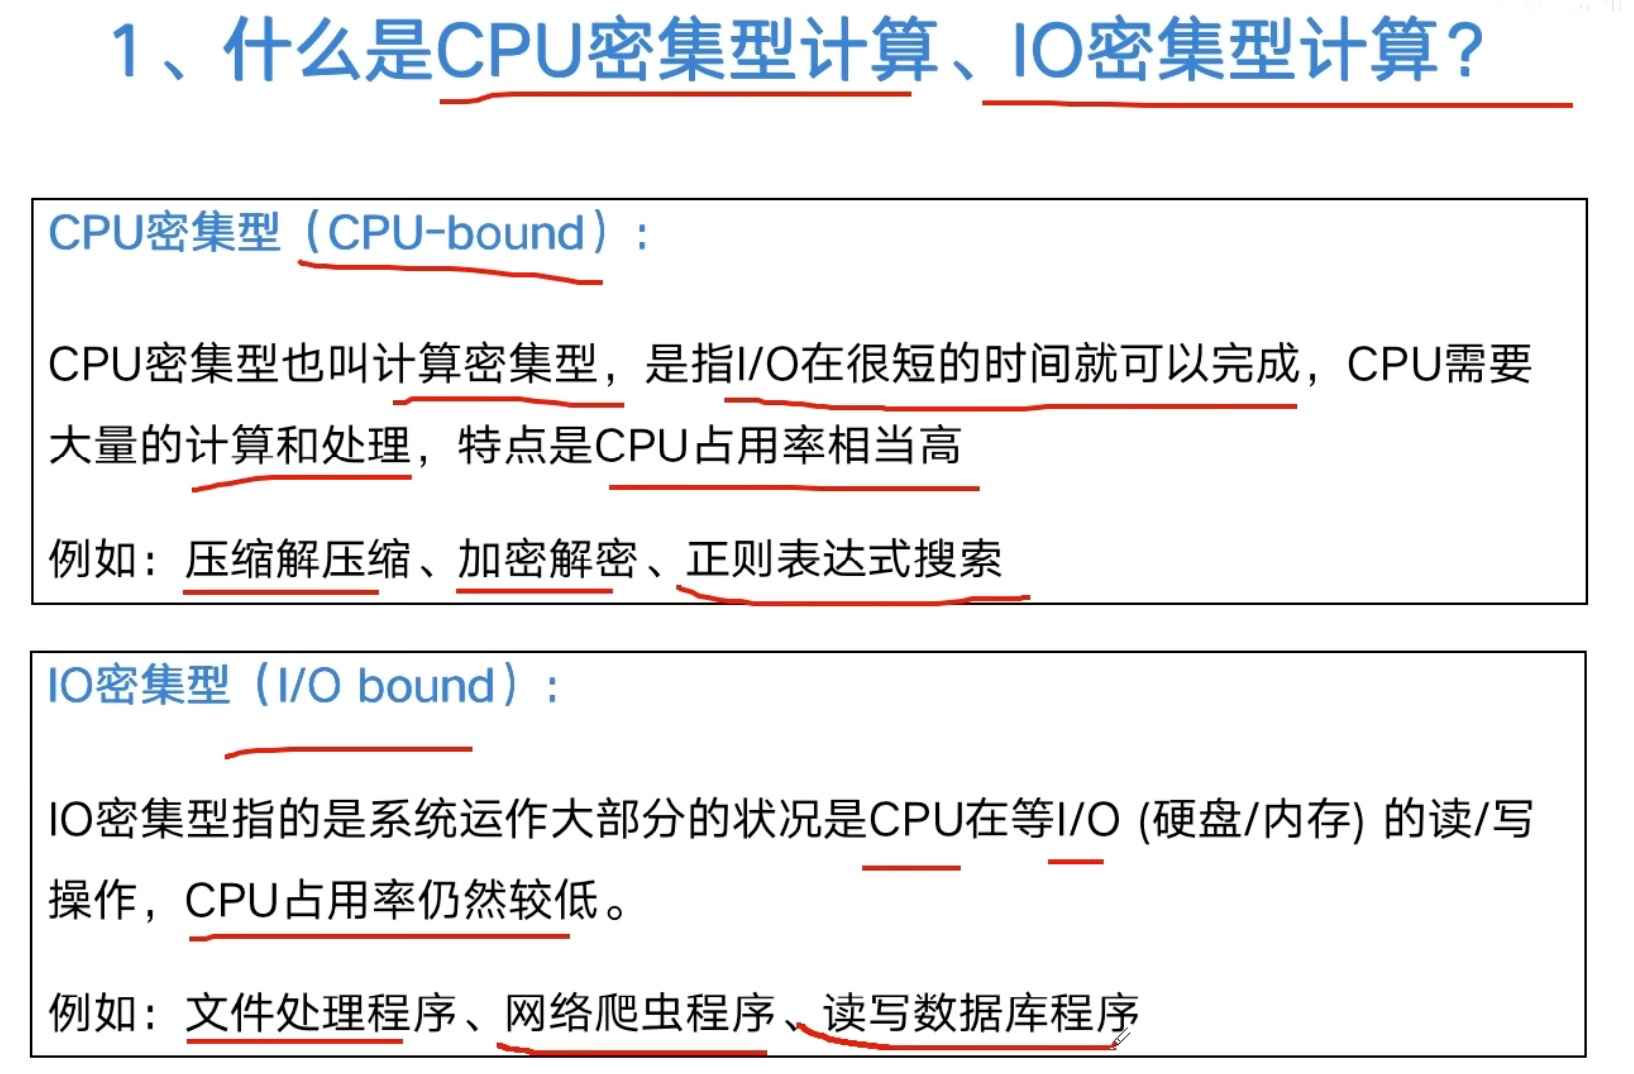 1、什么是CPU密集型计算、IO密集型计算？
CPU密集型（CPU-bound）：
CPU密集型也叫计算密集型，是指I/O在很短的时间就可以完成，CPU需要
大量的计算和处理，特点是CPU占用率相当高
例如：压缩解压缩、加密解密、正则表达式搜索
IO密集型（I/O bound）：
IO密集型指的是系统运作大部分的状况是CPU在等I/O (硬盘/内存) 的读/写
操作，CPU占用率仍然较低。
例如：文件处理程序、网络爬虫程序、读写数据库程序